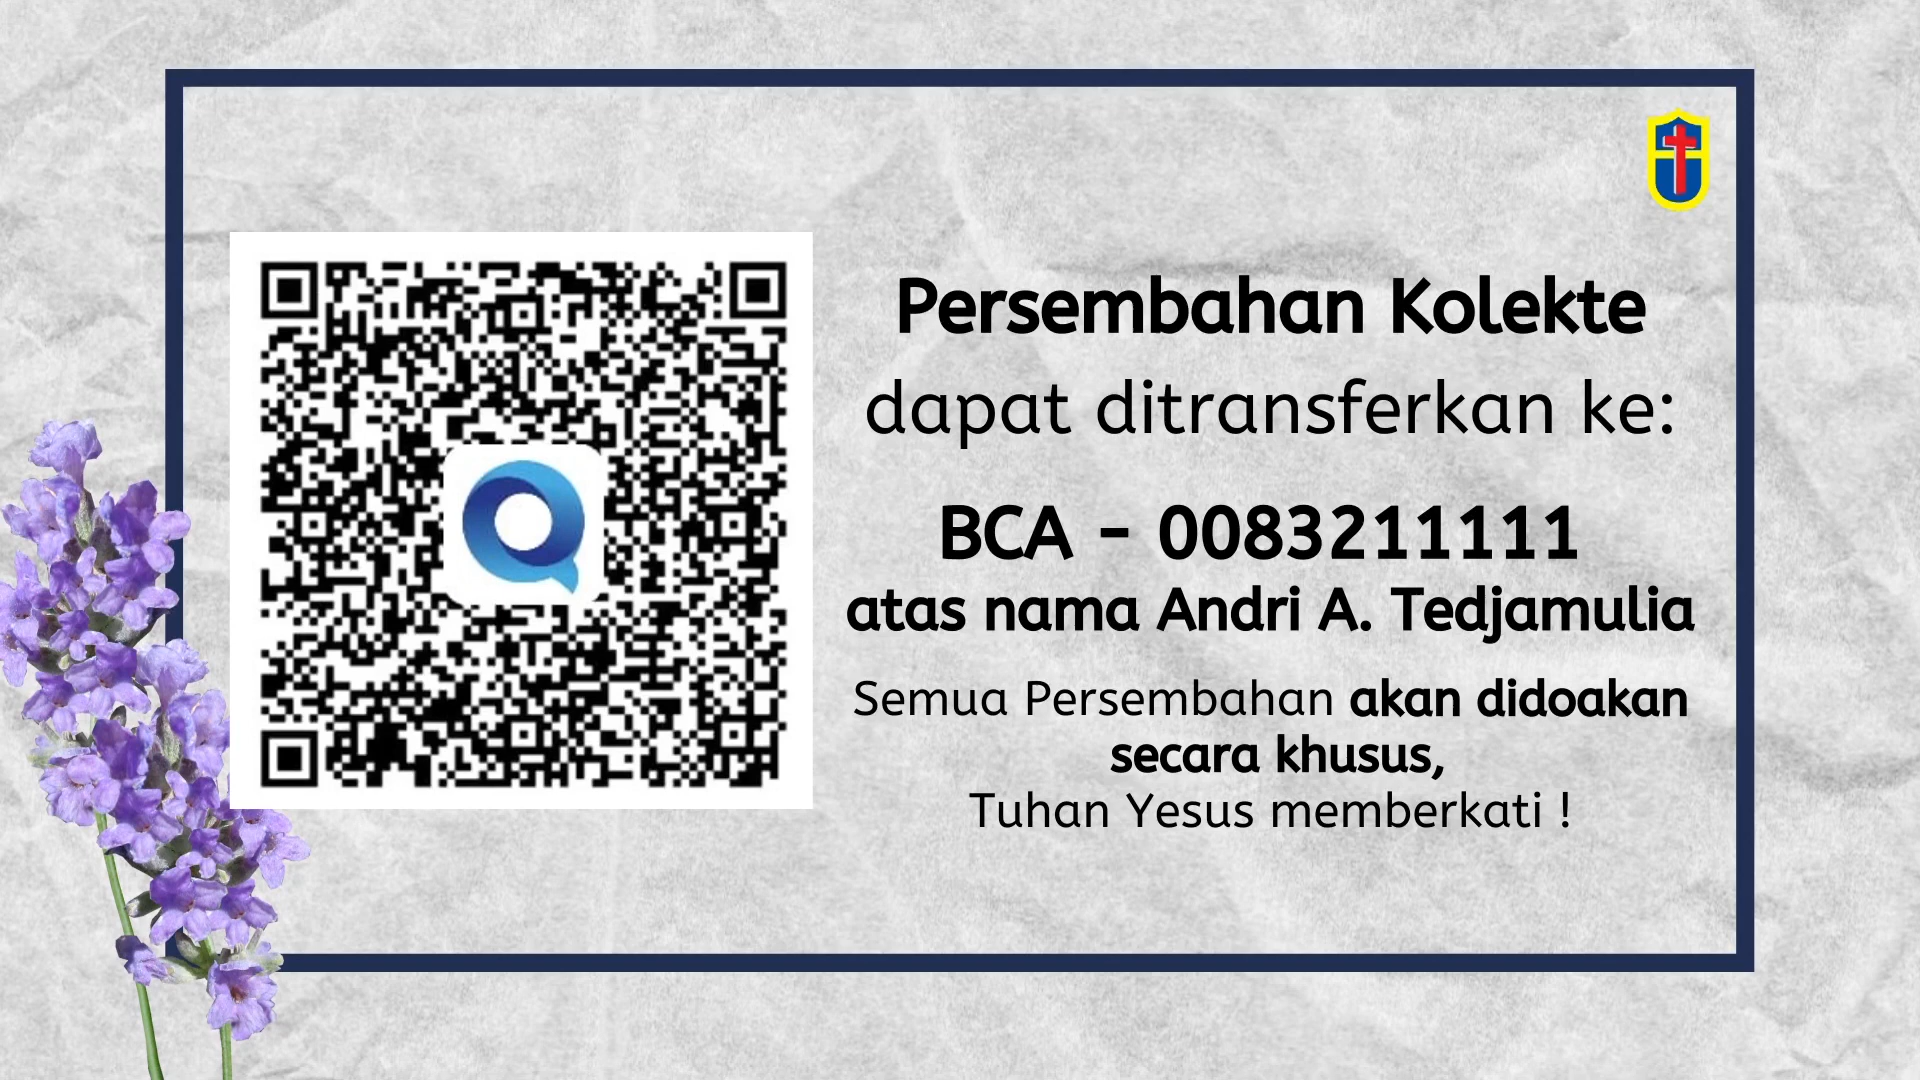 Persembahan Kolekte
dapat ditransferkan ke:
BCA - 0083211111
atas nama Andri A. Tedjamulia
Semua Persembahan akan didoakan
secara khusus,
Tuhan Yesus memberkati !